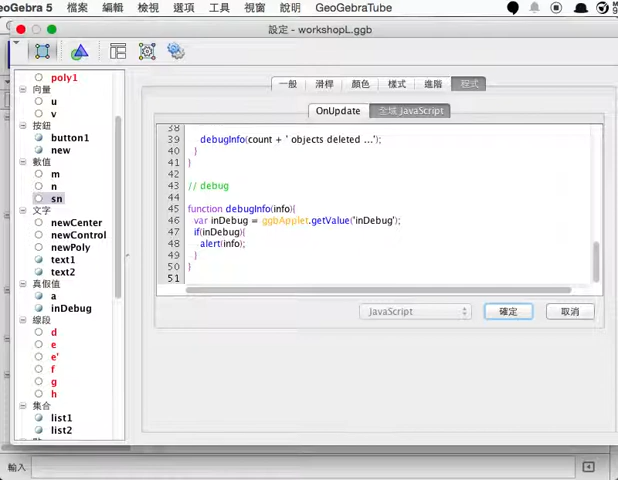 eoGebra 5 檔案 編輯 檢視 選項 工具 視窗 說明 GeoGebraTube
設定 - workshopL.ggb
poly1
向量
u
v
按鈕
button1
new
數值
m
n
sn
文字
newCenter
newControl
newPoly
text1
text2
真假值
a
inDebug
線段
d
e
e'
f
g
h
集合
list1
list2
一般 滑桿 顏色 樣式 進階 程式
OnUpdate 全域 JavaScript
38
39 debugInfo(count + ' objects deleted ...');
40 }
41 }
42
43 // debug
44
45 function debugInfo(info){
46 var inDebug = ggbApplet.getValue('inDebug');
47 if(inDebug){
48 alert(info);
49 }
50 }
51
JavaScript 確定 取消
輸入